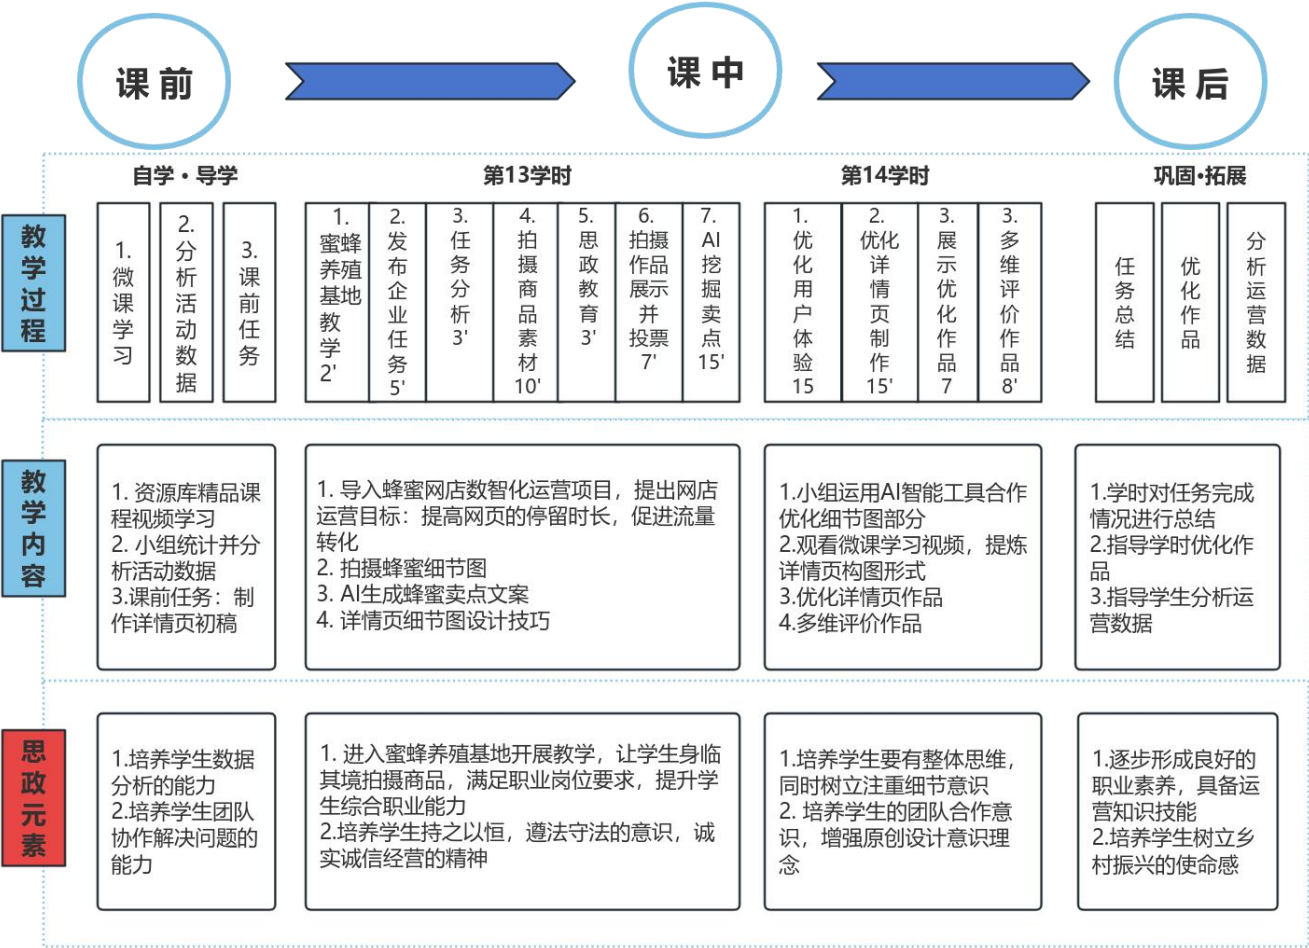 课前
课中
课后
自学·导学
第13学时
第14学时
巩固·拓展
教学过程
1.微课学习
2.分析活动数据
3.课前任务
1.蜜蜂养殖基地教学2'
2.发布企业任务5'
3.任务分析3'
4.拍摄商品素材10'
5.思政教育3'
6.拍摄作品展示并投票7'
7.AI挖掘卖点15'
1.优化用户体验15
2.优化详情页制作15'
3.展示优化作品7
3.多维评价作品8'
任务总结
优化作品
分析运营数据
教学内容
1. 资源库精品课
程视频学习
2. 小组统计并分
析活动数据
3.课前任务：制
作详情页初稿
1. 导入蜂蜜网店数智化运营项目，提出网店
运营目标：提高网页的停留时长，促进流量
转化
2. 拍摄蜂蜜细节图
3. AI生成蜂蜜卖点文案
4. 详情页细节图设计技巧
1.小组运用AI智能工具合作
优化细节图部分
2.观看微课学习视频，提炼
详情页构图形式
3.优化详情页作品
4.多维评价作品
1.学时对任务完成
情况进行总结
2.指导学时优化作
品
3.指导学生分析运
营数据
思政元素
1.培养学生数据
分析的能力
2.培养学生团队
协作解决问题的
能力
1. 进入蜜蜂养殖基地开展教学，让学生身临
其境拍摄商品，满足职业岗位要求，提升学
生综合职业能力
2.培养学生持之以恒，遵法守法的意识，诚
实诚信经营的精神
1.培养学生要有整体思维，
同时树立注重细节意识
2. 培养学生的团队合作意
识，增强原创设计意识理
念
1.逐步形成良好的
职业素养，具备运
营知识技能
2.培养学生树立乡
村振兴的使命感